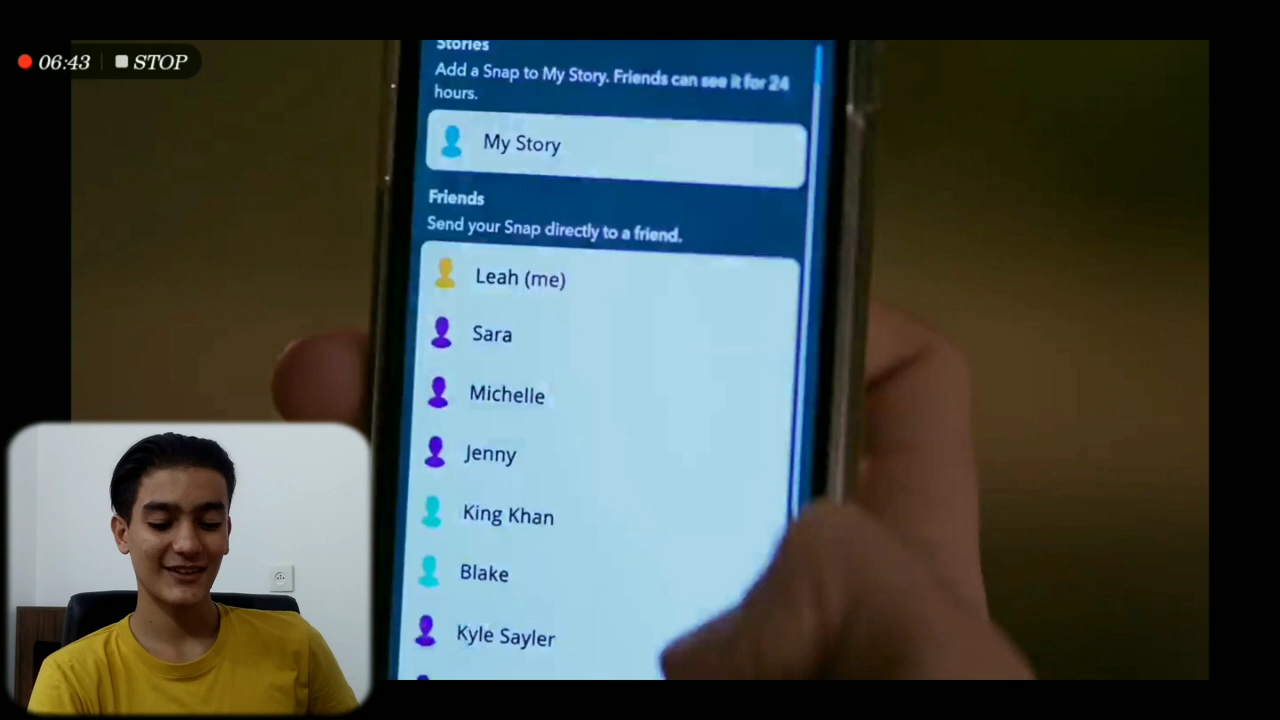 06:43
STOP
Stories
Add a Snap to My Story. Friends can see it for 24
hours.
My Story
Friends
Send your Snap directly to a friend.
Leah (me)
Sara
Michelle
Jenny
King Khan
Blake
Kyle Sayler